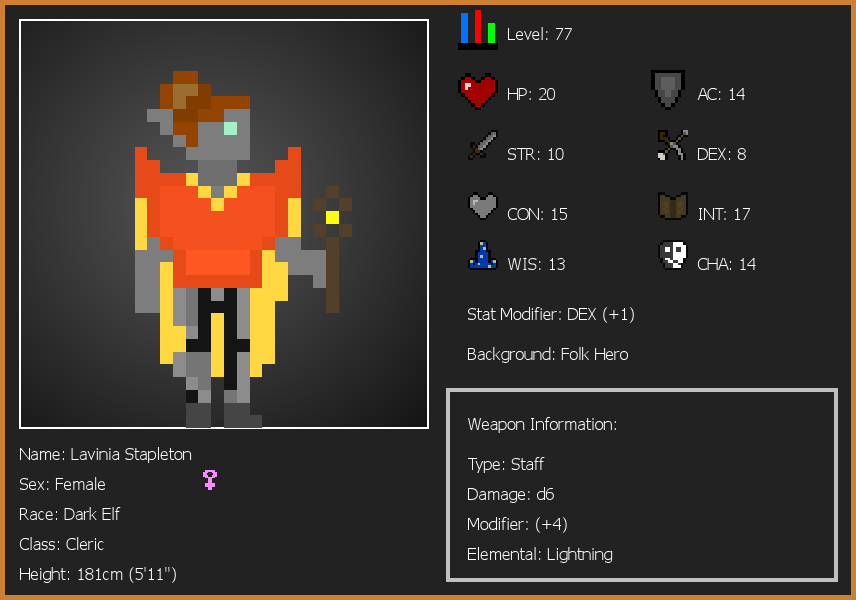 Level: 77
HP: 20
AC: 14
STR: 10
DEX: 8
CON: 15
INT: 17
WIS: 13
CHA: 14
Stat Modifier: DEX (+1)
Background: Folk Hero
Weapon Information:
Type: Staff
Damage: d6
Modifier: (+4)
Elemental: Lightning
Name: Lavinia Stapleton
Sex: Female
Race: Dark Elf
Class: Cleric
Height: 181cm (5'11")